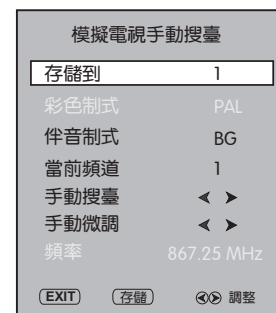 模擬電視手動搜臺
存儲到 1
彩色制式 PAL
伴音制式 BG
當前頻道 1
手動搜臺
手動微調
頻率 867.25 MHz
EXIT 存儲 調整